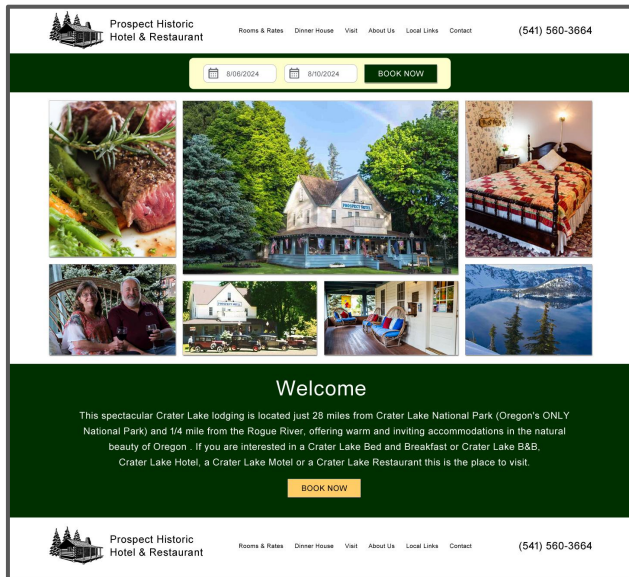 Prospect Historic
Hotel & Restaurant
Rooms & Rates Dinner House Visit About Us Local Links Contact
(541) 560-3664
8/06/2024 8/10/2024 BOOK NOW
PROSPECT HOTEL
Welcome
This spectacular Crater Lake lodging is located just 28 miles from Crater Lake National Park (Oregon's ONLY
National Park) and 1/4 mile from the Rogue River, offering warm and inviting accommodations in the natural
beauty of Oregon . If you are interested in a Crater Lake Bed and Breakfast or Crater Lake B&B,
Crater Lake Hotel, a Crater Lake Motel or a Crater Lake Restaurant this is the place to visit.
BOOK NOW
Prospect Historic
Hotel & Restaurant
Rooms & Rates Dinner House Visit About Us Local Links Contact
(541) 560-3664